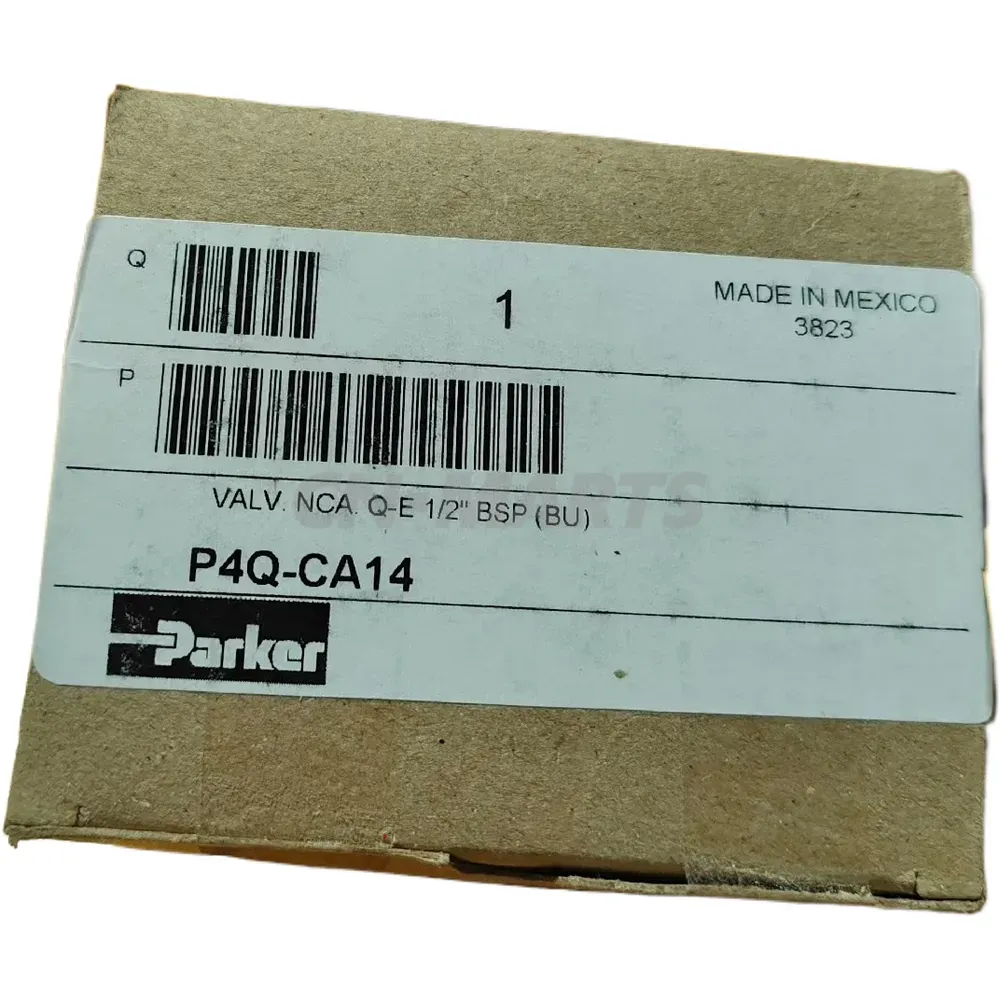 Q
1
MADE IN MEXICO
3823
P
VALV. NCA. Q-E 1/2" BSP (BU)
P4Q-CA14
Parker